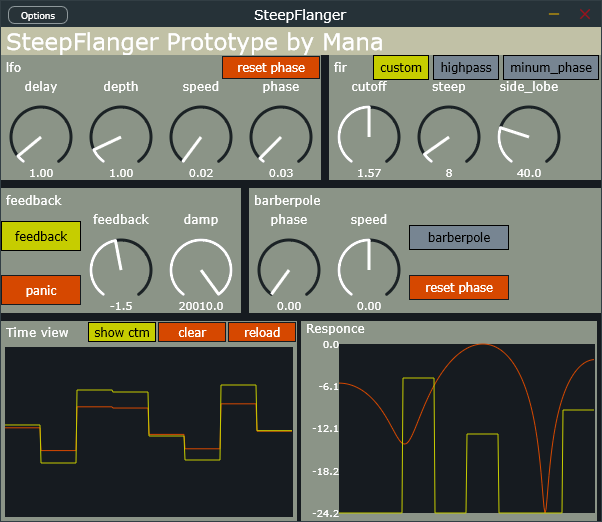 Options
SteepFlanger
SteepFlanger Prototype by Mana
lfo
reset phase
delay depth speed phase
1.00 1.00 0.02 0.03
fir
custom highpass minum_phase
cutoff steep side_lobe
1.57 8 40.0
feedback
feedback
panic
feedback damp
-1.5 20010.0
barberpole
phase speed
0.00 0.00
barberpole
reset phase
Time view
show ctm clear reload
Responce
0.0
-6.1
-12.1
-18.2
-24.2